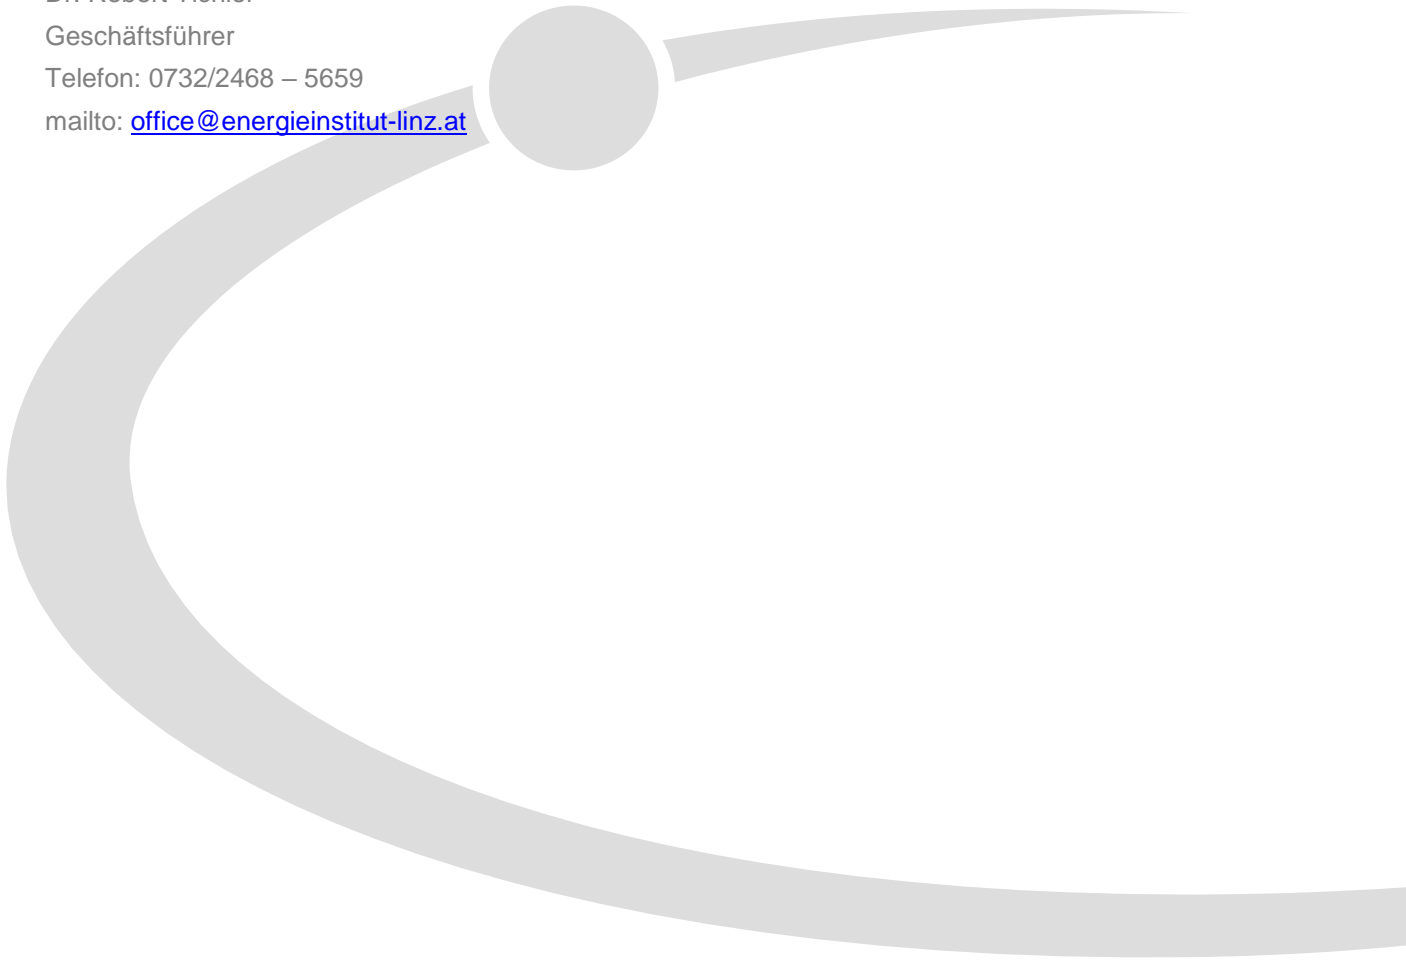 Geschäftsführer
Telefon: 0732/2468 – 5659
mailto: office@energieinstitut-linz.at